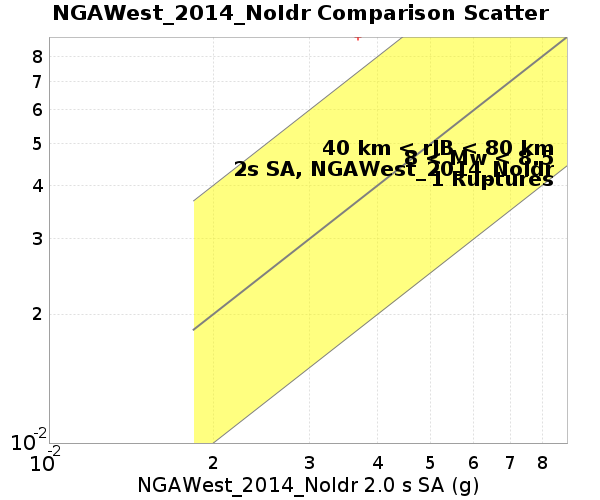 NGAWest_2014_NoIdr Comparison Scatter
8
7
6
5
4
3
2
10-2
40 km < rJB < 80 km
8 < Mw < 8.5
2s SA, NGAWest_2014_NoIdr
1 Ruptures
10-2 2 3 4 5 6 7 8
NGAWest_2014_NoIdr 2.0 s SA (g)